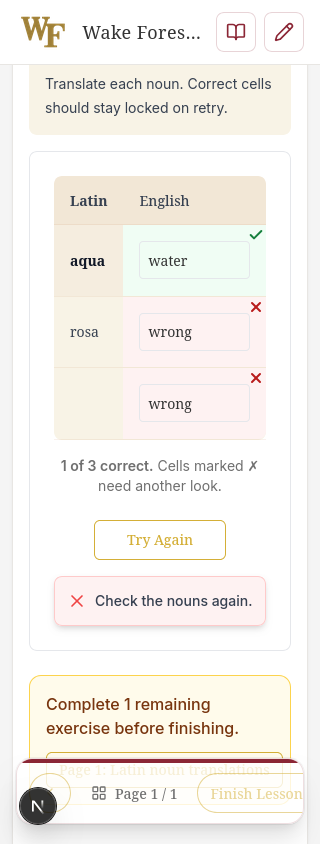 WF
Wake Fores...
Translate each noun. Correct cells
should stay locked on retry.
Latin English
aqua water
rosa wrong
wrong
1 of 3 correct. Cells marked ✗
need another look.
Try Again
Check the nouns again.
Complete 1 remaining
exercise before finishing.
Page 1: Latin noun translations
Page 1 / 1
Finish Lesson
N